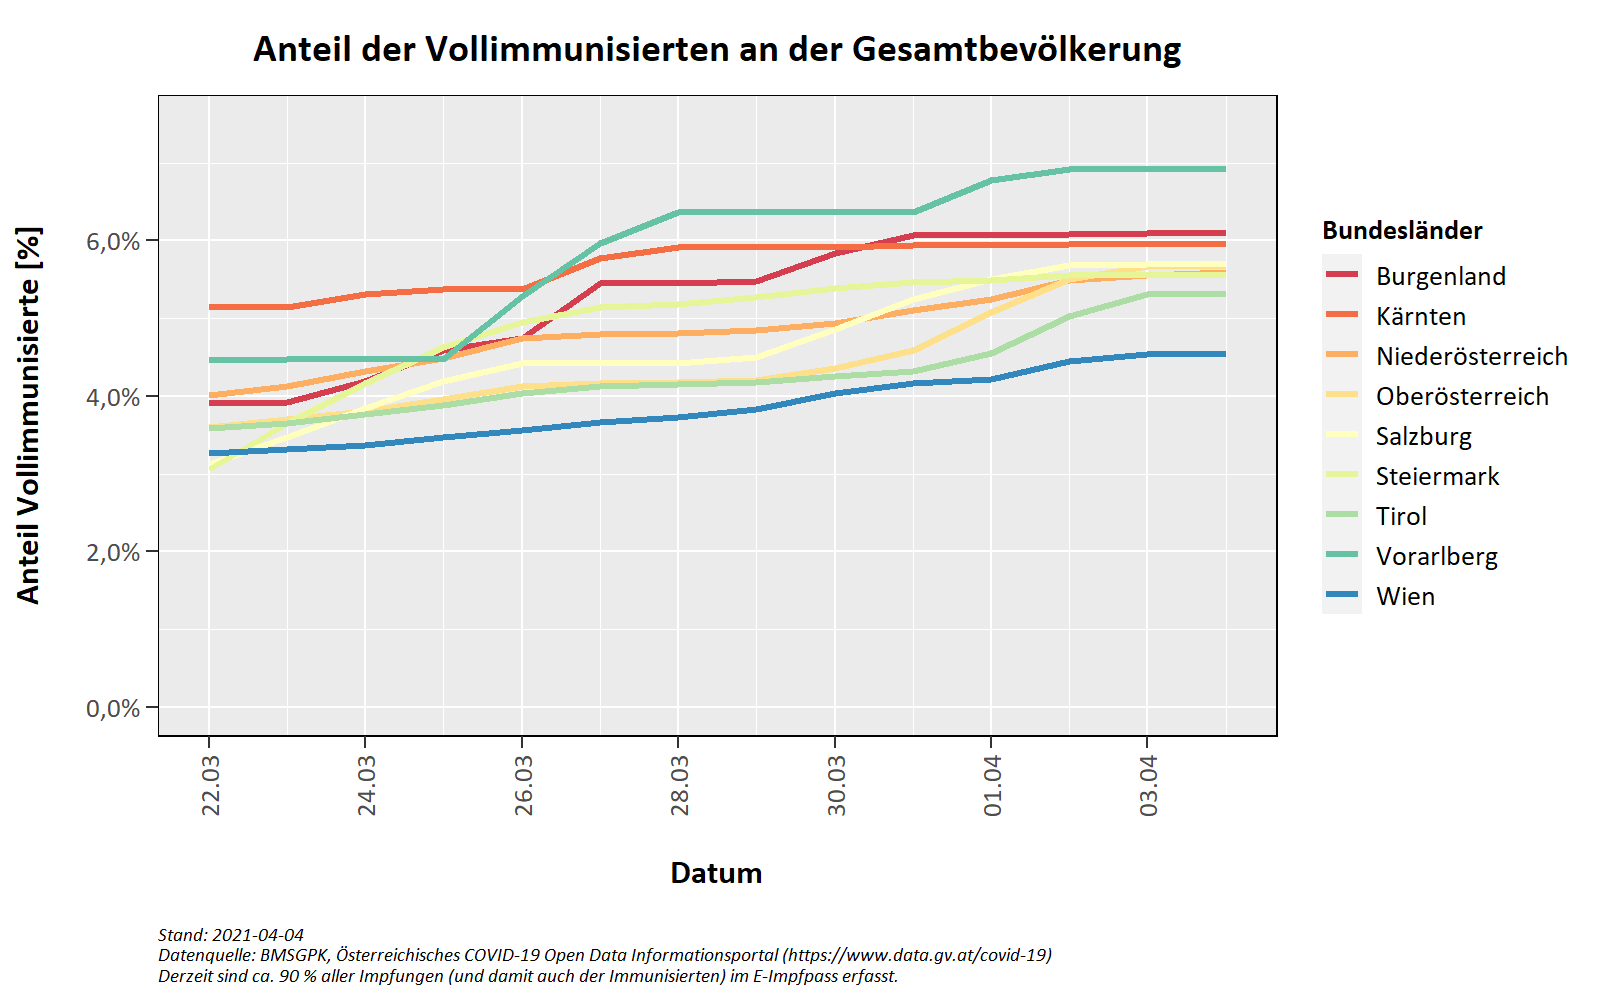 Anteil der Vollimmunisierten an der Gesamtbevölkerung
Anteil Vollimmunisierte [%]
6,0%
4,0%
2,0%
0,0%
22.03
24.03
26.03
28.03
30.03
01.04
03.04
Datum
Bundesländer
Burgenland
Kärnten
Niederösterreich
Oberösterreich
Salzburg
Steiermark
Tirol
Vorarlberg
Wien
Stand: 2021-04-04
Datenquelle: BMSGPK, Österreichisches COVID-19 Open Data Informationsportal (https://www.data.gv.at/covid-19)
Derzeit sind ca. 90 % aller Impfungen (und damit auch der Immunisierten) im E-Impfpass erfasst.